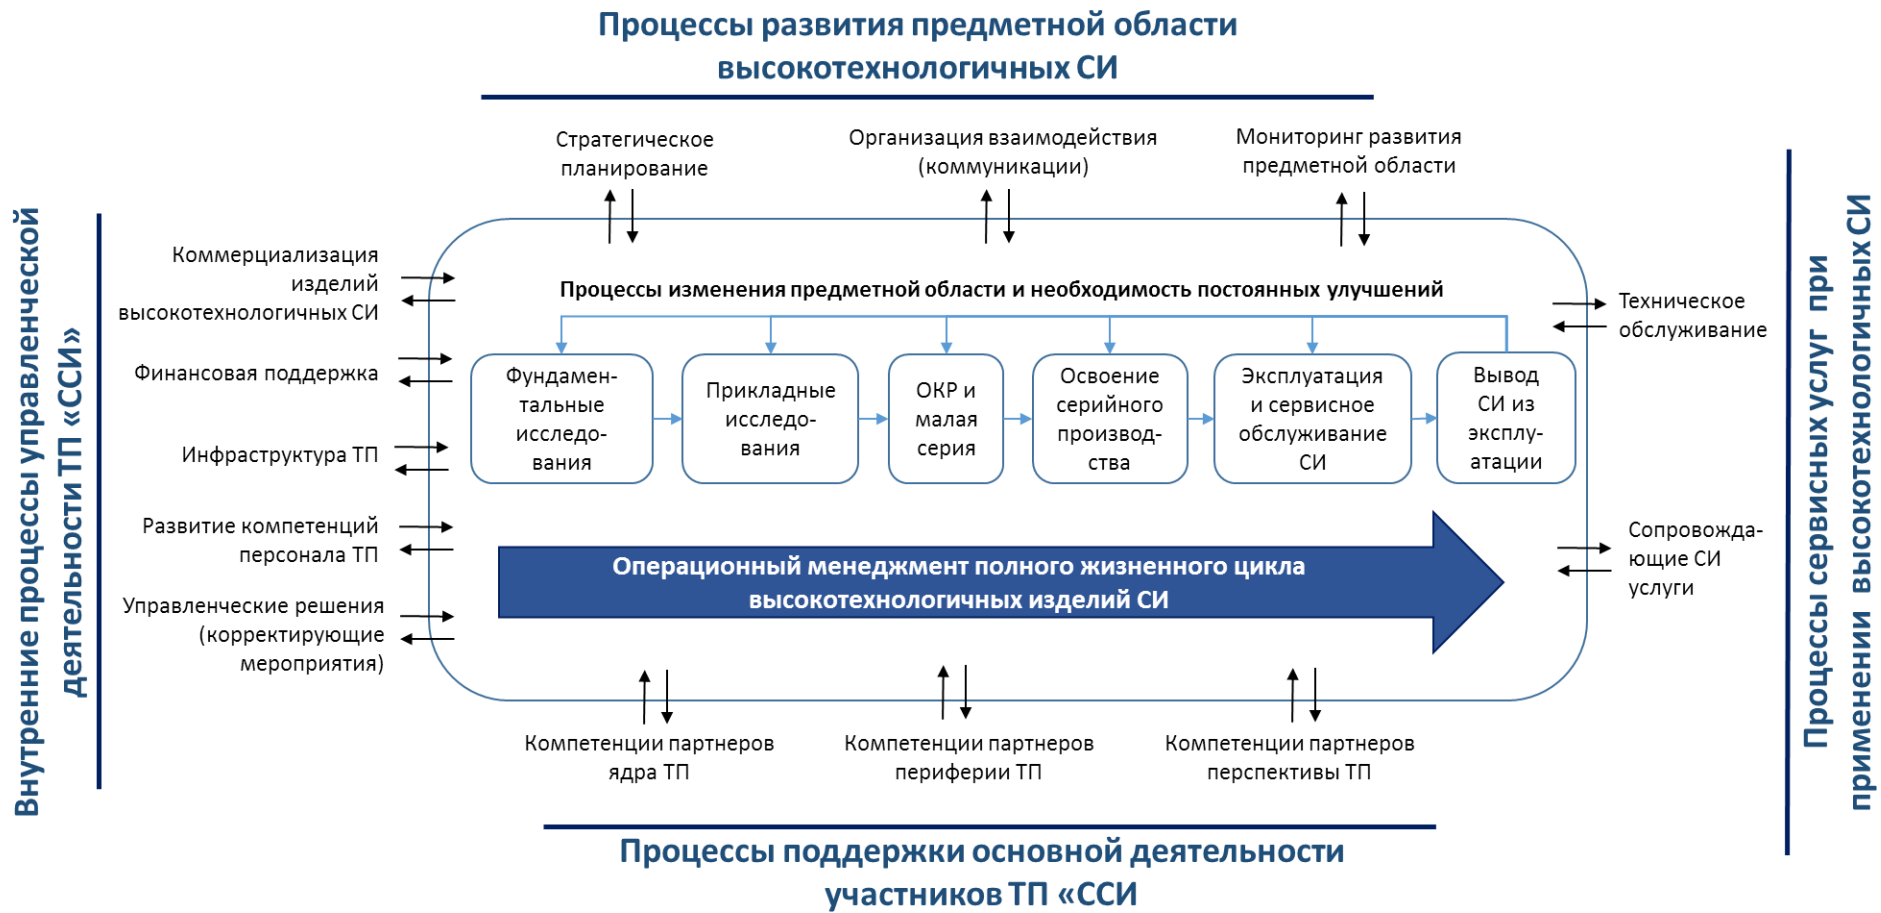 Процессы развития предметной области
высокотехнологичных СИ
Стратегическое
планирование
Организация взаимодействия
(коммуникации)
Мониторинг развития
предметной области
Внутренние процессы управленческой
деятельности ТП «ССИ»
Коммерциализация
изделий
высокотехнологичных СИ
Финансовая поддержка
Инфраструктура ТП
Развитие компетенций
персонала ТП
Управленческие решения
(корректирующие
мероприятия)
Процессы изменения предметной области и необходимость постоянных улучшений
Фундамен-
тальные
исследо-
вания
Прикладные
исследо-
вания
ОКР и
малая
серия
Освоение
серийного
производ-
ства
Эксплуатация
и сервисное
обслуживание
СИ
Вывод
СИ из
эксплу-
атации
Операционный менеджмент полного жизненного цикла
высокотехнологичных изделий СИ
Техническое
обслуживание
Сопровожда-
ющие СИ
услуги
Процессы сервисных услуг при
применении высокотехнологичных СИ
Компетенции партнеров
ядра ТП
Компетенции партнеров
периферии ТП
Компетенции партнеров
перспективы ТП
Процессы поддержки основной деятельности
участников ТП «ССИ